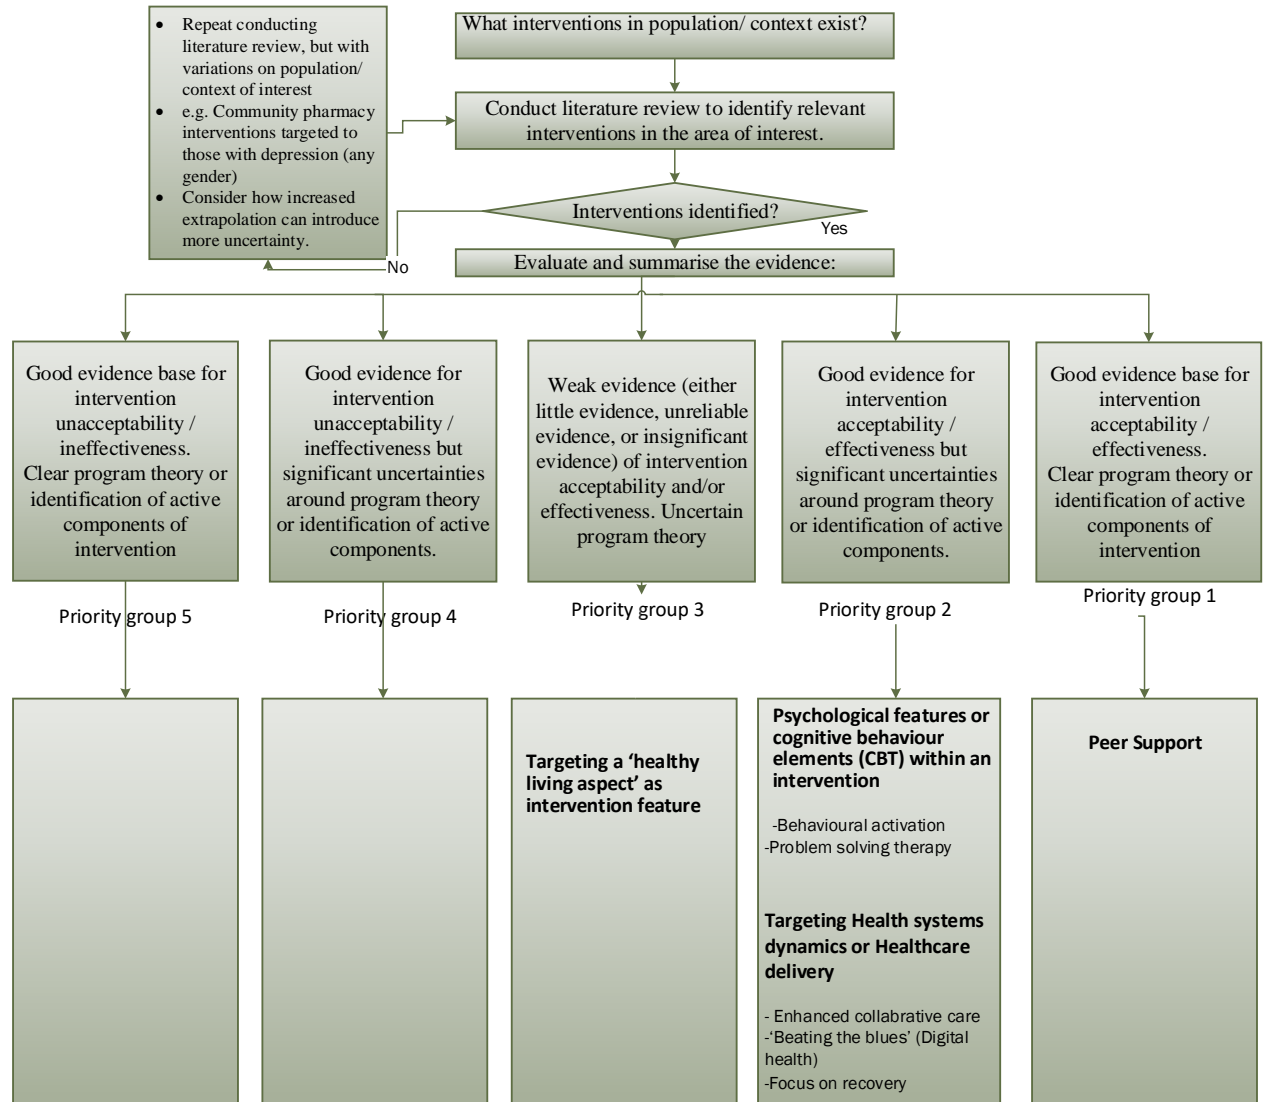 • Repeat conducting
literature review, but with
variations on population/
context of interest
• e.g. Community pharmacy
interventions targeted to
those with depression (any
gender)
• Consider how increased
extrapolation can introduce
more uncertainty.
What interventions in population/ context exist?
Conduct literature review to identify relevant
interventions in the area of interest.
Interventions identified?
Yes
No
Evaluate and summarise the evidence:
Good evidence base for
intervention
unacceptability /
ineffectiveness.
Clear program theory or
identification of active
components of
intervention
Good evidence for
intervention
unacceptability /
ineffectiveness but
significant uncertainties
around program theory
or identification of active
components.
Weak evidence (either
little evidence, unreliable
evidence, or insignificant
evidence) of intervention
acceptability and/or
effectiveness. Uncertain
program theory
Good evidence for
intervention
acceptability /
effectiveness but
significant uncertainties
around program theory
or identification of active
components.
Good evidence base for
intervention
acceptability /
effectiveness.
Clear program theory or
identification of active
components of
intervention
Priority group 5
Priority group 4
Priority group 3
Priority group 2
Priority group 1
Targeting a ‘healthy
living aspect’ as
intervention feature
Psychological features or
cognitive behaviour
elements (CBT) within an
intervention
-Behavioural activation
-Problem solving therapy
Targeting Health systems
dynamics or Healthcare
delivery
- Enhanced collabrative care
-‘Beating the blues’ (Digital
health)
-Focus on recovery
Peer Support